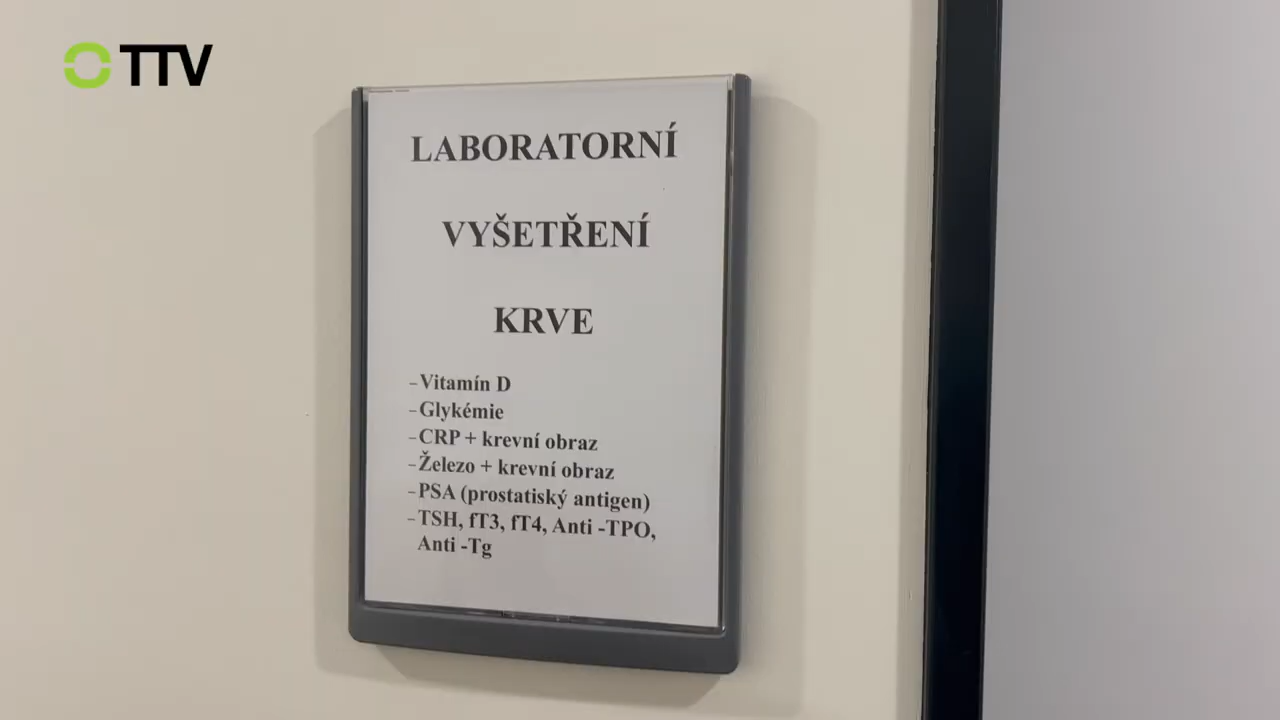 TTV
LABORATORNÍ
VYŠETŘENÍ
KRVE
-Vitamín D
-Glykémie
-CRP + krevní obraz
-Železo + krevní obraz
-PSA (prostatiský antigen)
-TSH, fT3, fT4, Anti -TPO,
Anti -Tg